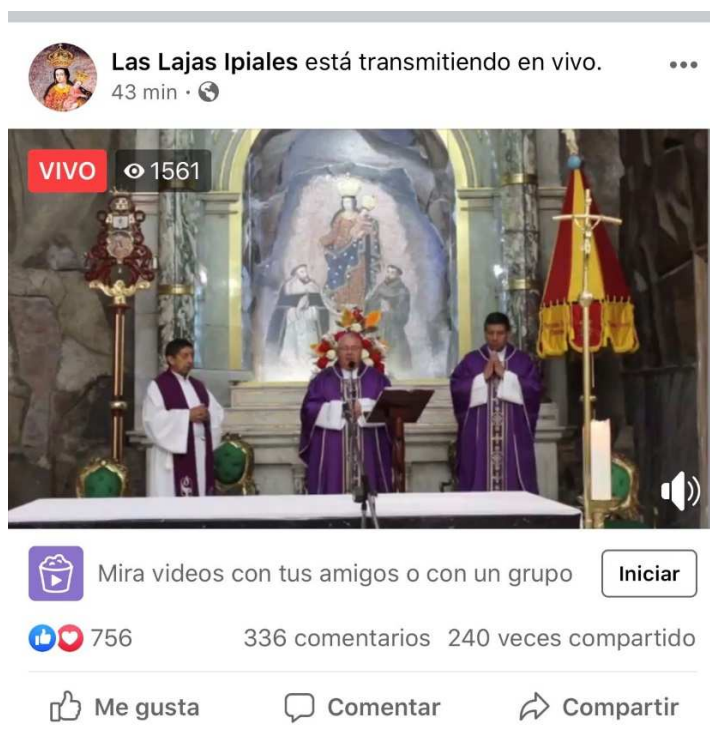 Las Lajas Ipiales está transmitiendo en vivo.
43 min ·
VIVO 1561
Mira videos con tus amigos o con un grupo Iniciar
756 336 comentarios 240 veces compartido
Me gusta Comentar Compartir